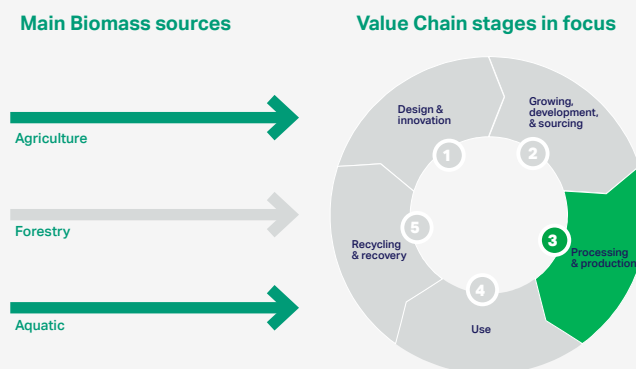 Main Biomass sources
Value Chain stages in focus
Agriculture
Forestry
Aquatic
Design &
innovation
1
Growing,
development,
& sourcing
2
3
Processing
& production
4
Use
5
Recycling
& recovery